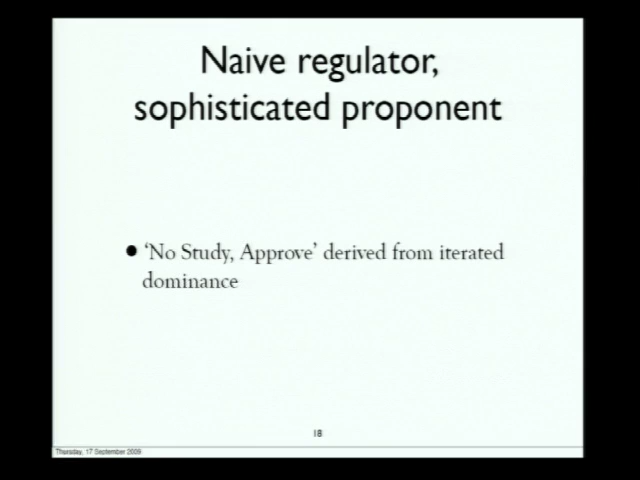 Naive regulator,
sophisticated proponent
• ‘No Study, Approve’ derived from iterated
dominance
18
Thursday, 17 September 2009